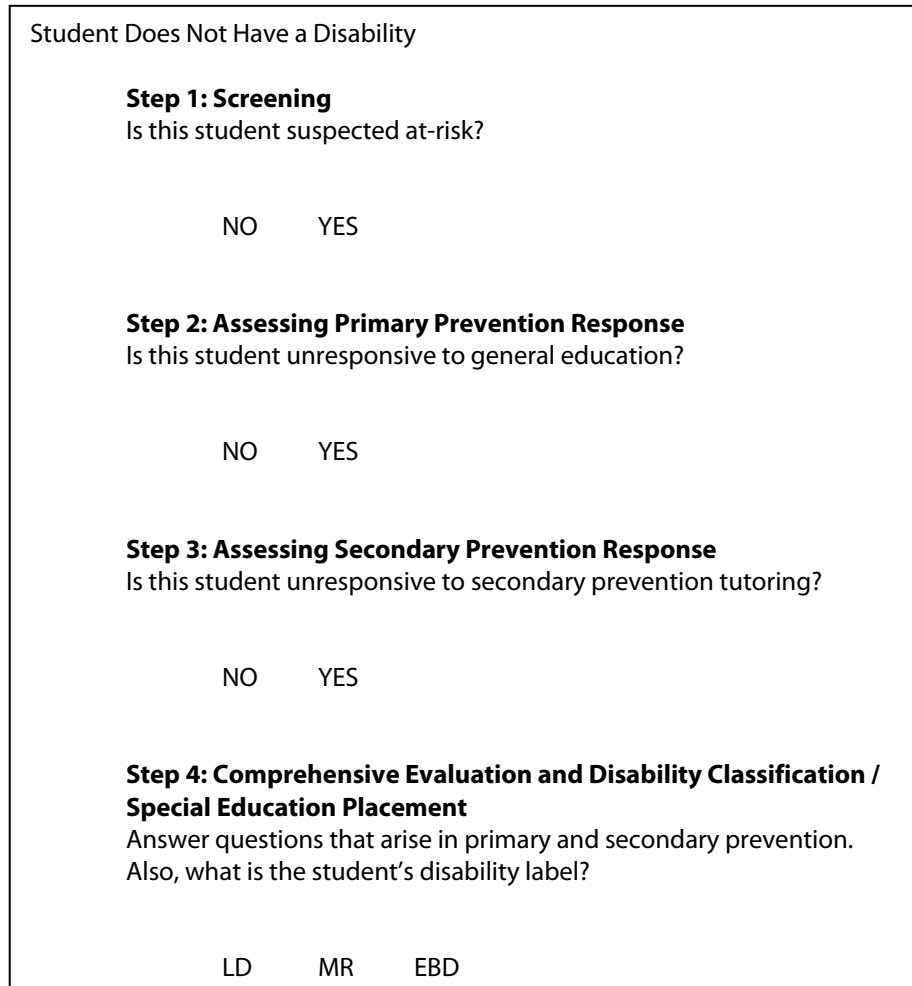 Student Does Not Have a Disability
Step 1: Screening
Is this student suspected at-risk?
NO YES
Step 2: Assessing Primary Prevention Response
Is this student unresponsive to general education?
NO YES
Step 3: Assessing Secondary Prevention Response
Is this student unresponsive to secondary prevention tutoring?
NO YES
Step 4: Comprehensive Evaluation and Disability Classification /
Special Education Placement
Answer questions that arise in primary and secondary prevention.
Also, what is the student’s disability label?
LD MR EBD